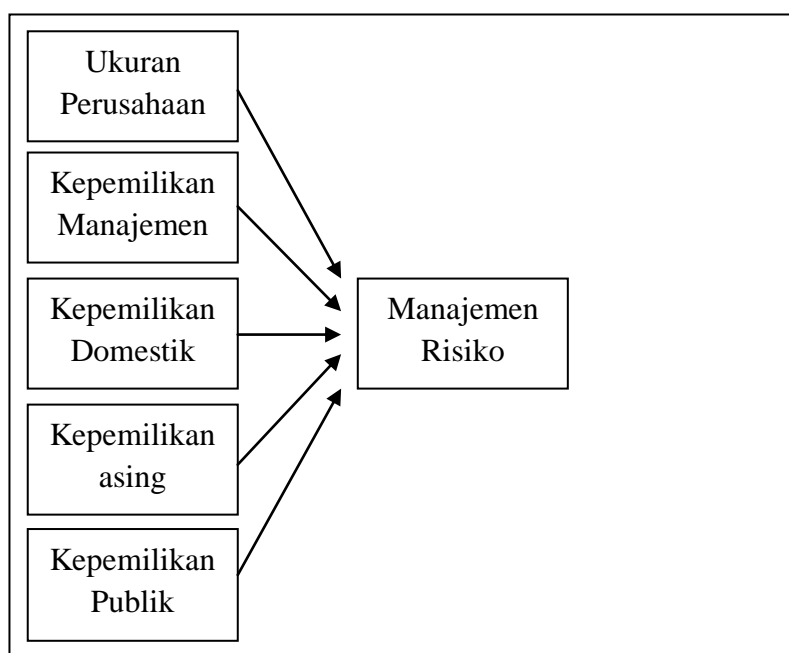 Ukuran
Perusahaan
Kepemilikan
Manajemen
Kepemilikan
Domestik
Manajemen
Risiko
Kepemilikan
asing
Kepemilikan
Publik